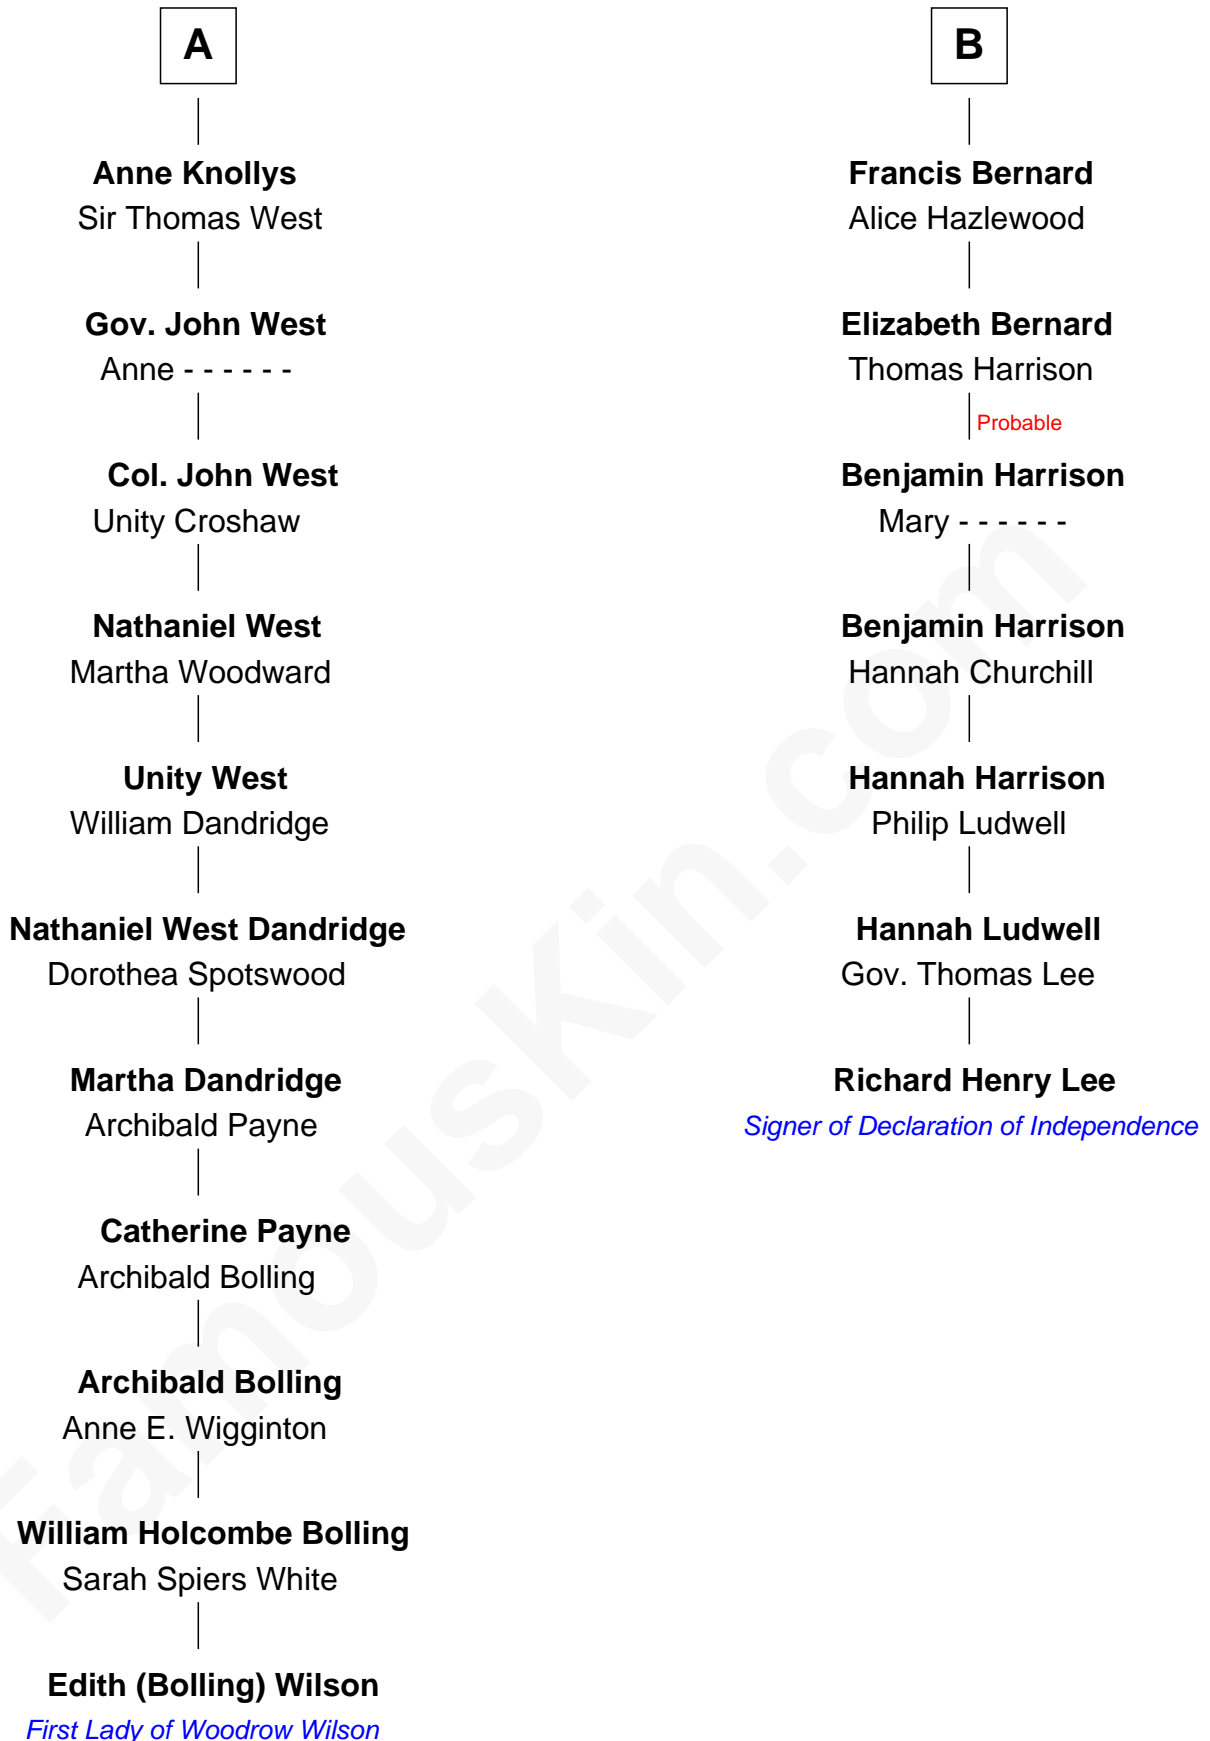 A
Anne Knollys
Sir Thomas West
Gov. John West
Anne - - - - - -
Col. John West
Unity Croshaw
Nathaniel West
Martha Woodward
Unity West
William Dandridge
Nathaniel West Dandridge
Dorothea Spotswood
Martha Dandridge
Archibald Payne
Catherine Payne
Archibald Bolling
Archibald Bolling
Anne E. Wigginton
William Holcombe Bolling
Sarah Spiers White
Edith (Bolling) Wilson
First Lady of Woodrow Wilson
B
Francis Bernard
Alice Hazlewood
Elizabeth Bernard
Thomas Harrison
Probable
Benjamin Harrison
Mary - - - - - -
Benjamin Harrison
Hannah Churchill
Hannah Harrison
Philip Ludwell
Hannah Ludwell
Gov. Thomas Lee
Richard Henry Lee
Signer of Declaration of Independence
FamousKin.com